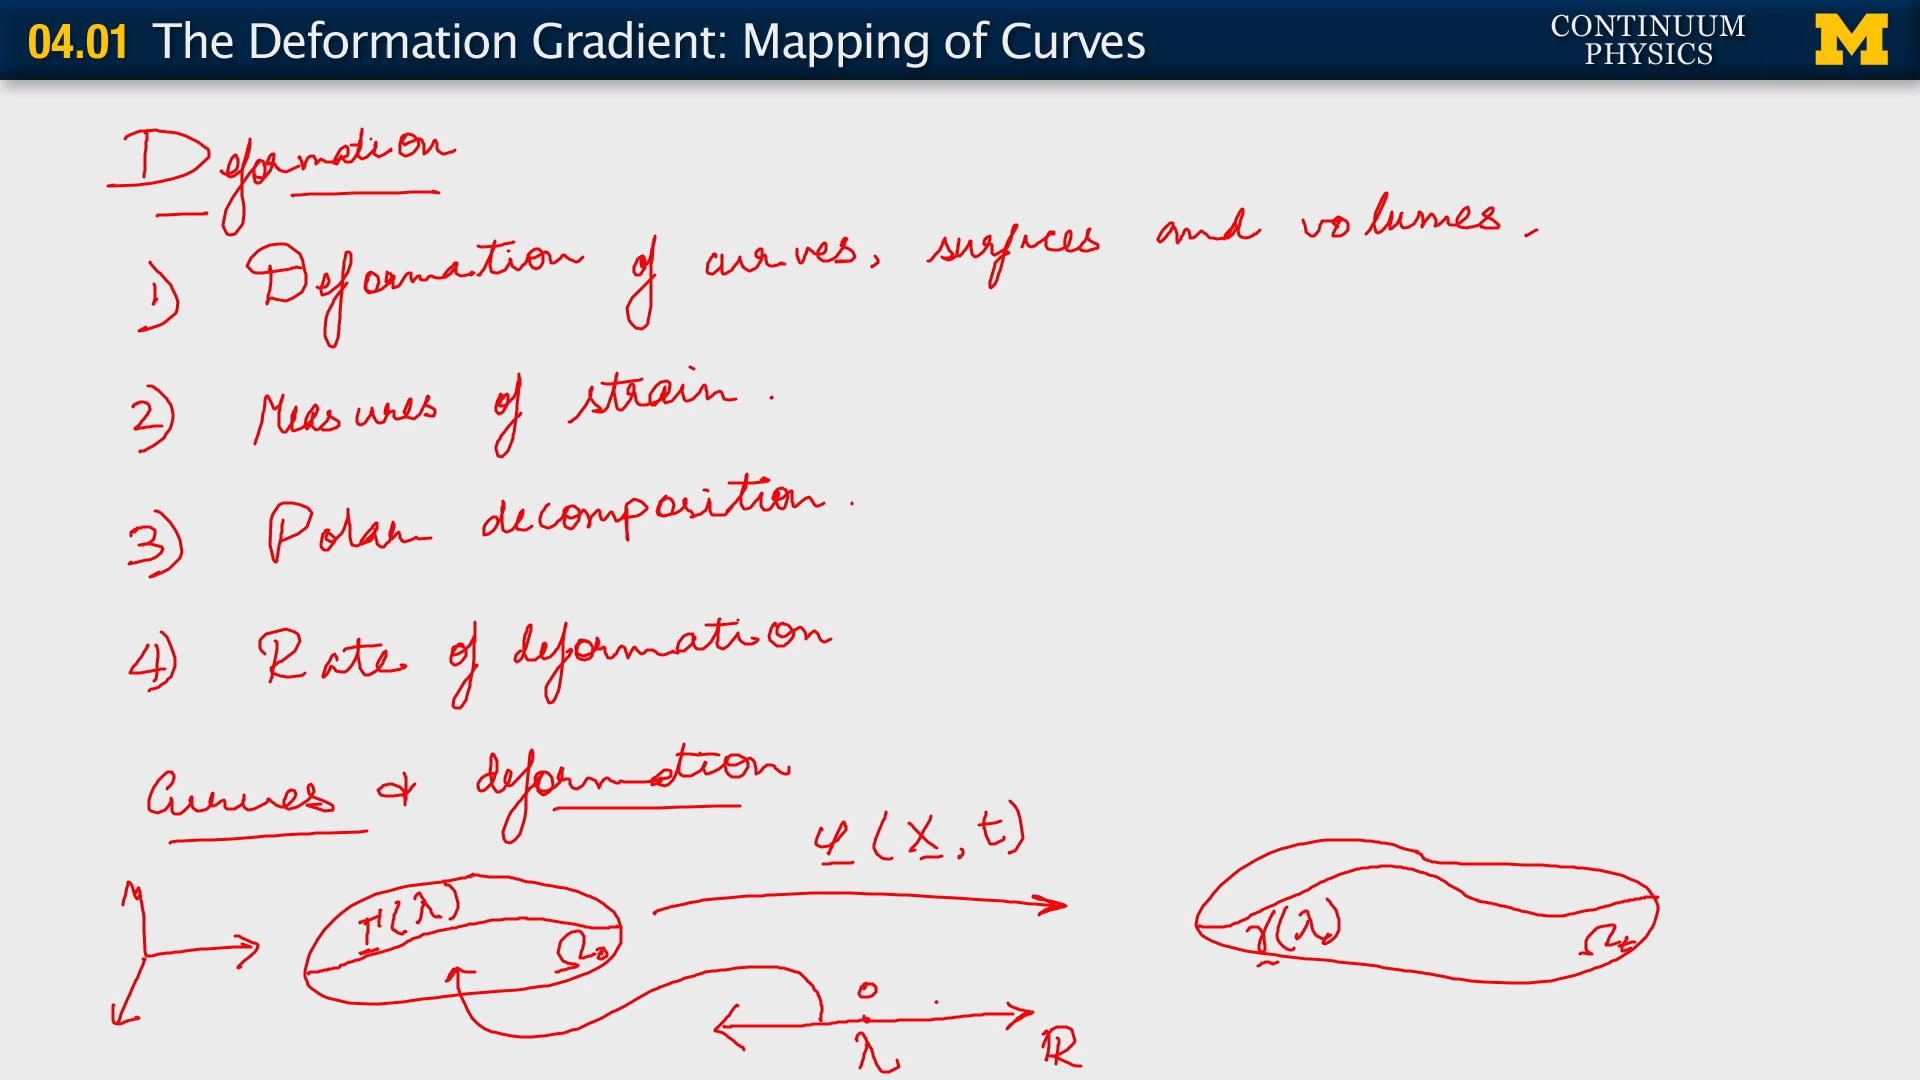 04.01 The Deformation Gradient: Mapping of Curves
CONTINUUM
PHYSICS
M
Deformation
1) Deformation of curves, surfaces and volumes.
2) Measures of strain.
3) Polar decomposition.
4) Rate of deformation
Curves & deformation
φ(X, t)
Γ(λ)
Ω₀
γ(λ)
Ωₜ
0
λ
ℝ